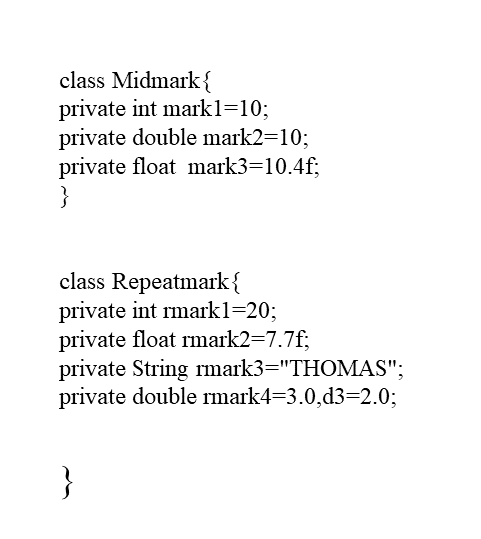 class Midmark{
private int mark1=10;
private double mark2=10;
private float  mark3=10.4f;
}
class Repeatmark{
private int rmark1=20;
private float rmark2=7.7f;
private String rmark3="THOMAS";
private double rmark4=3.0,d3=2.0;
}